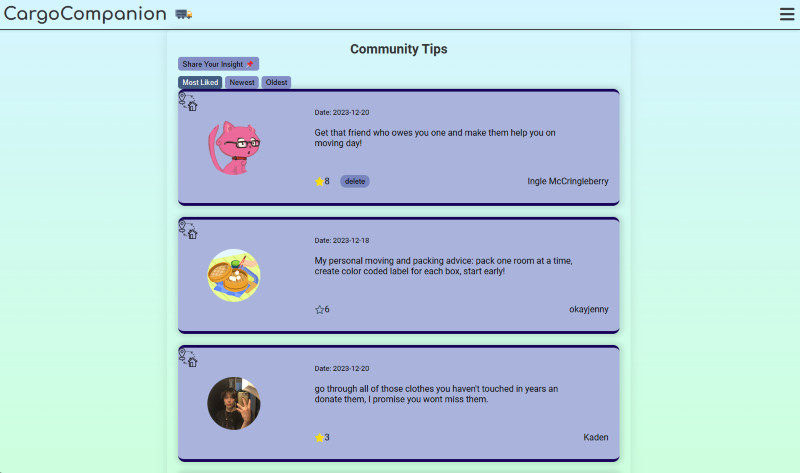 CargoCompanion
Community Tips
Share Your Insight
Most Liked Newest Oldest
Date: 2023-12-20
Get that friend who owes you one and make them help you on
moving day!
8 delete Ingle McCringleberry
Date: 2023-12-18
My personal moving and packing advice: pack one room at a time,
create color coded label for each box, start early!
6 okayjenny
Date: 2023-12-20
go through all of those clothes you haven't touched in years an
donate them, I promise you wont miss them.
3 Kaden